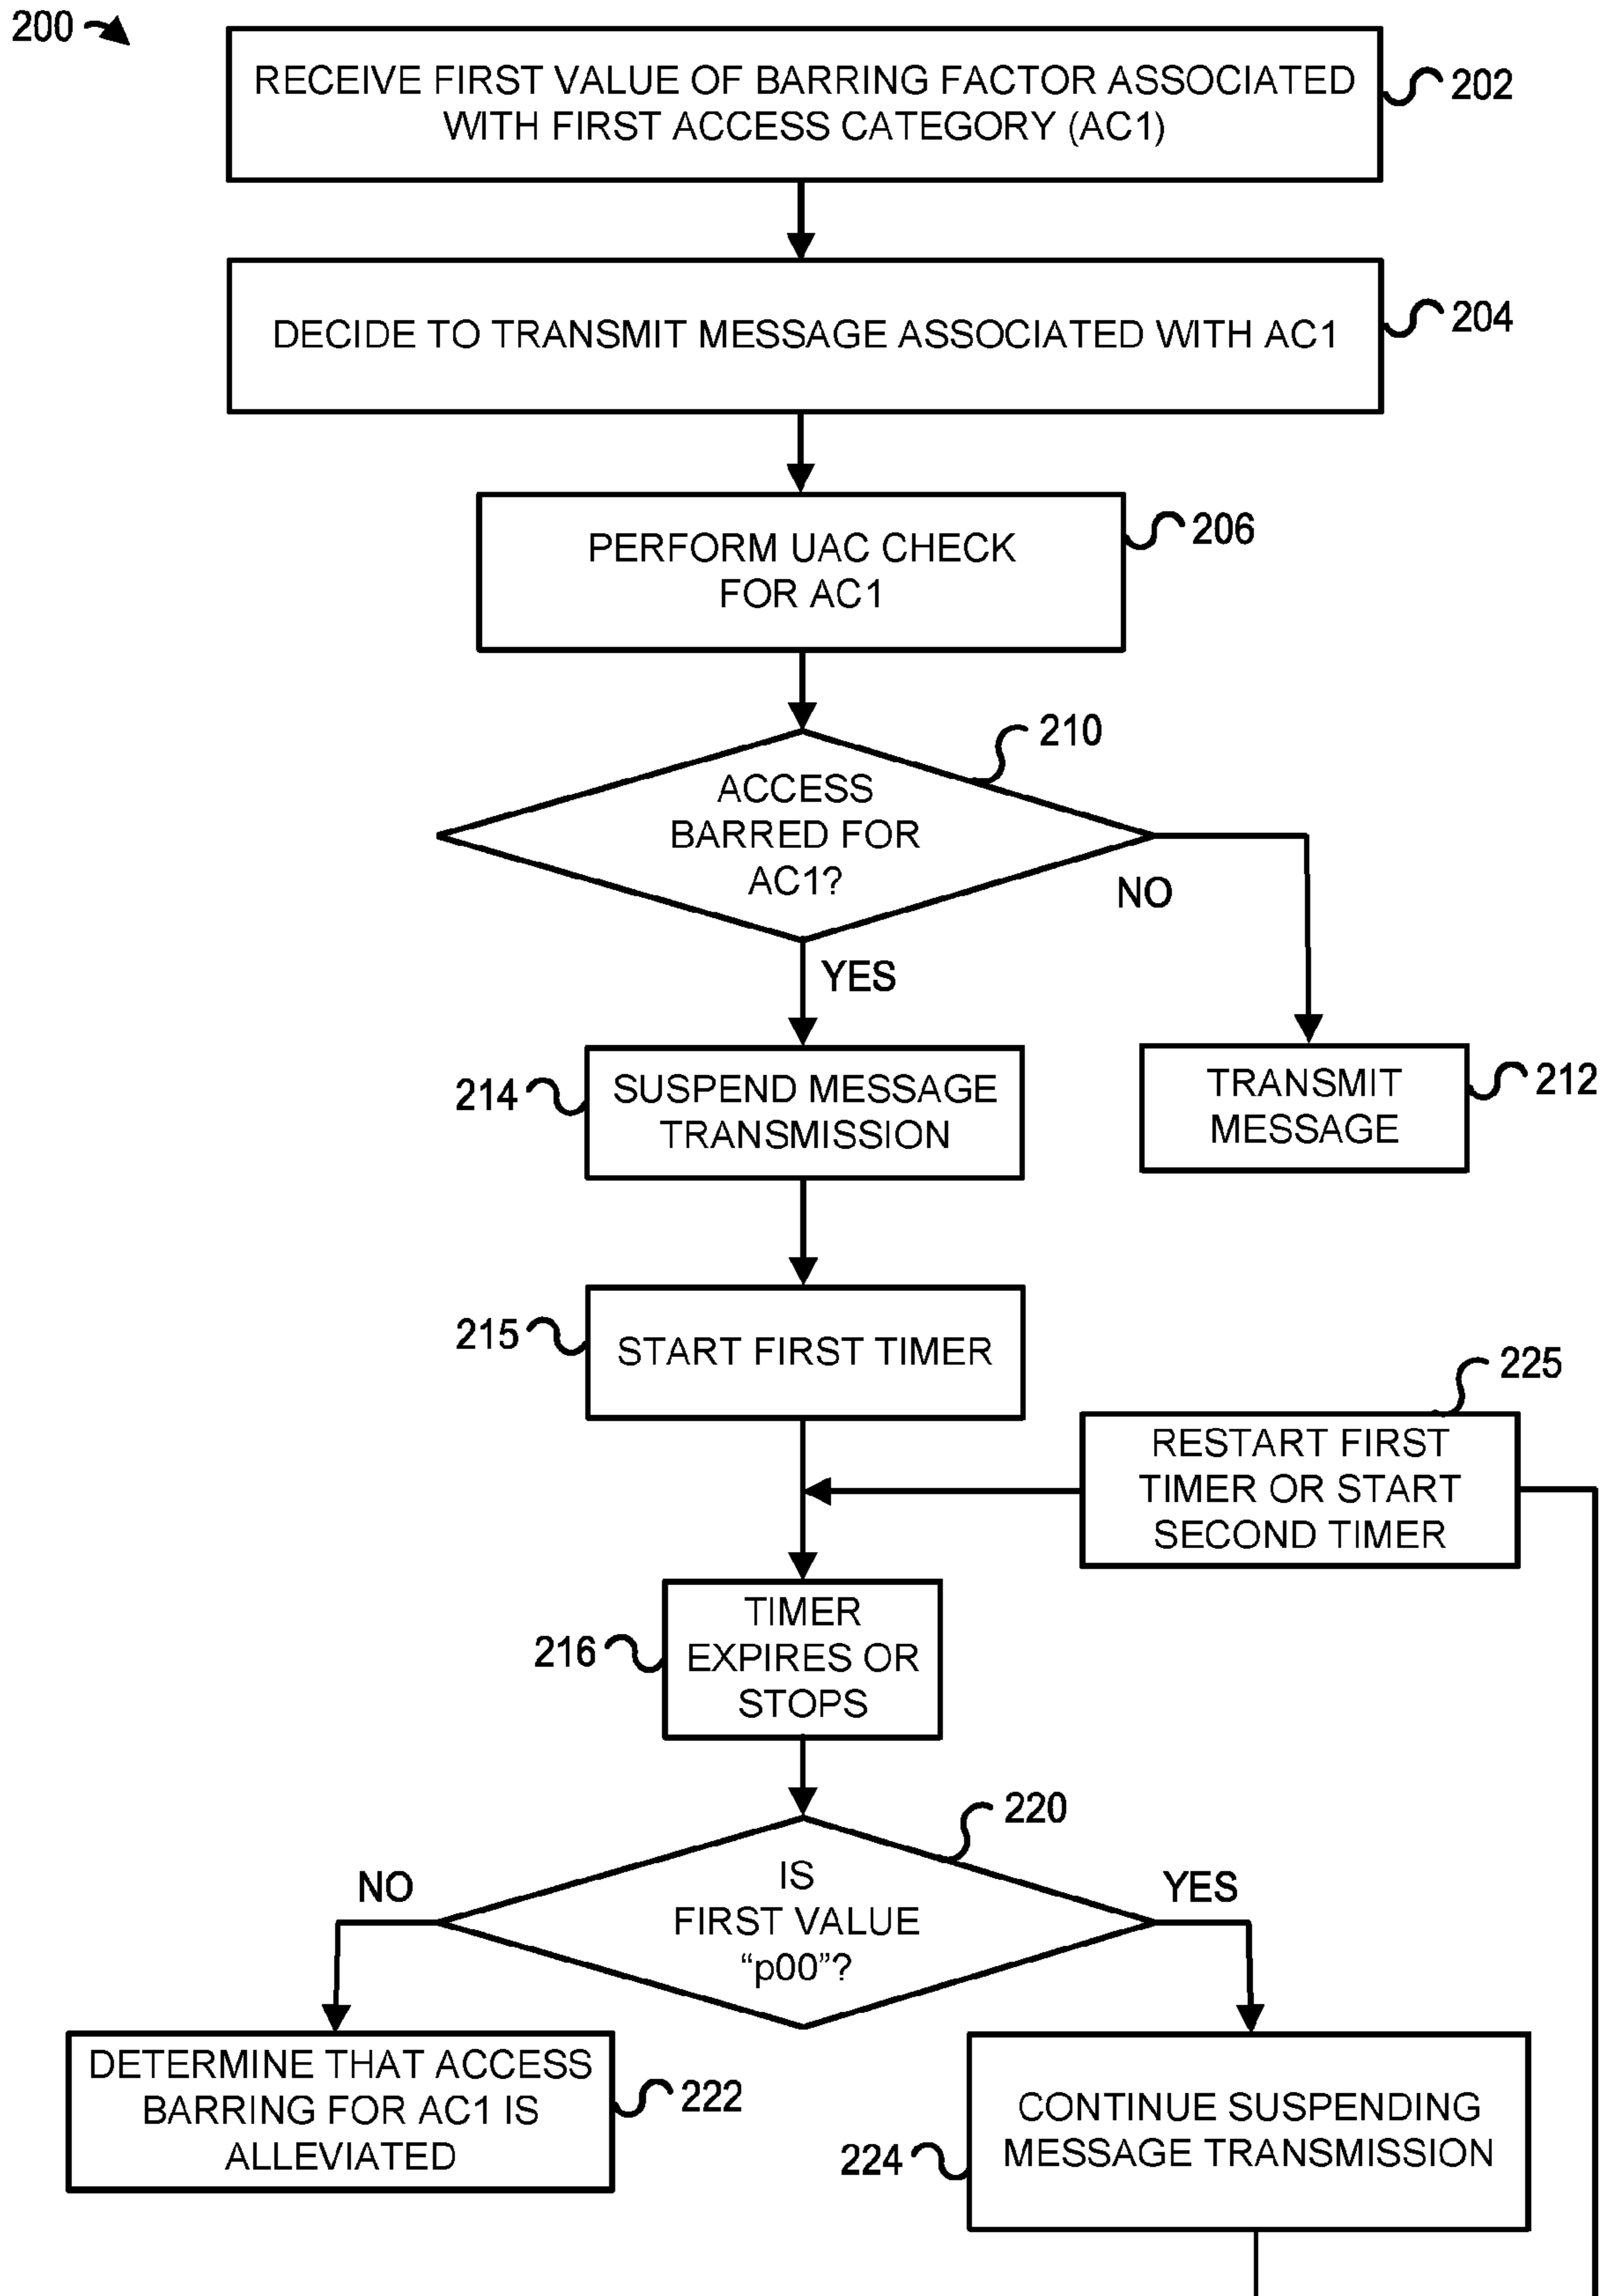 200
RECEIVE FIRST VALUE OF BARRING FACTOR ASSOCIATED
WITH FIRST ACCESS CATEGORY (AC1)
202
DECIDE TO TRANSMIT MESSAGE ASSOCIATED WITH AC1
204
PERFORM UAC CHECK
FOR AC1
206
210
ACCESS
BARRED FOR
AC1?
NO
YES
214
SUSPEND MESSAGE
TRANSMISSION
TRANSMIT
MESSAGE
212
215
START FIRST TIMER
225
RESTART FIRST
TIMER OR START
SECOND TIMER
216
TIMER
EXPIRES OR
STOPS
220
IS
FIRST VALUE
“p00”?
NO
YES
DETERMINE THAT ACCESS
BARRING FOR AC1 IS
ALLEVIATED
222
224
CONTINUE SUSPENDING
MESSAGE TRANSMISSION